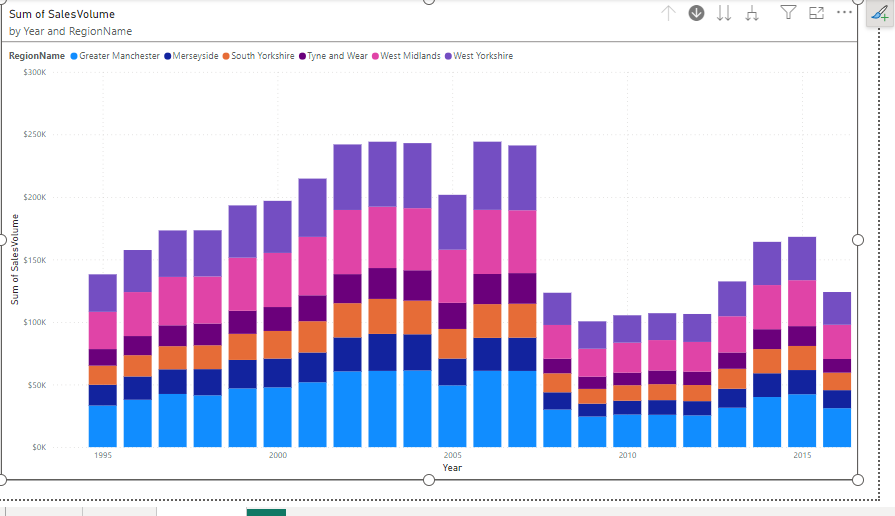 Sum of SalesVolume
by Year and RegionName
RegionName Greater Manchester Merseyside South Yorkshire Tyne and Wear West Midlands West Yorkshire
$300K
$250K
$200K
$150K
$100K
$50K
$0K
Sum of SalesVolume
1995 2000 2005 2010 2015
Year